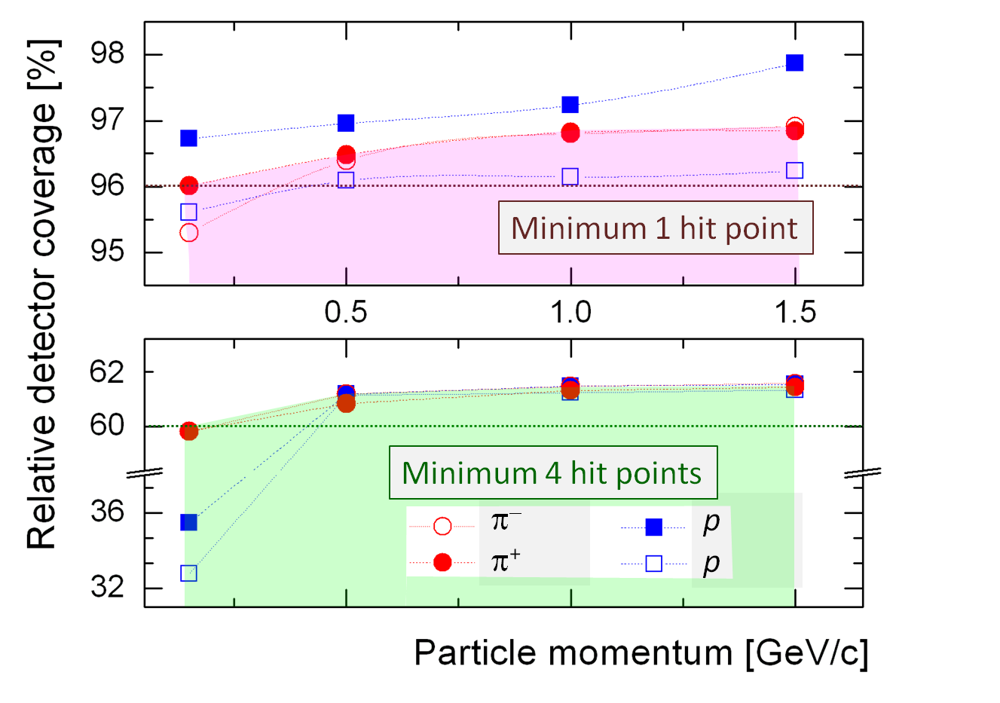 Relative detector coverage [%]
98
97
96
95
Minimum 1 hit point
0.5 1.0 1.5
62
60
36
32
Minimum 4 hit points
π− p
π+ p
Particle momentum [GeV/c]